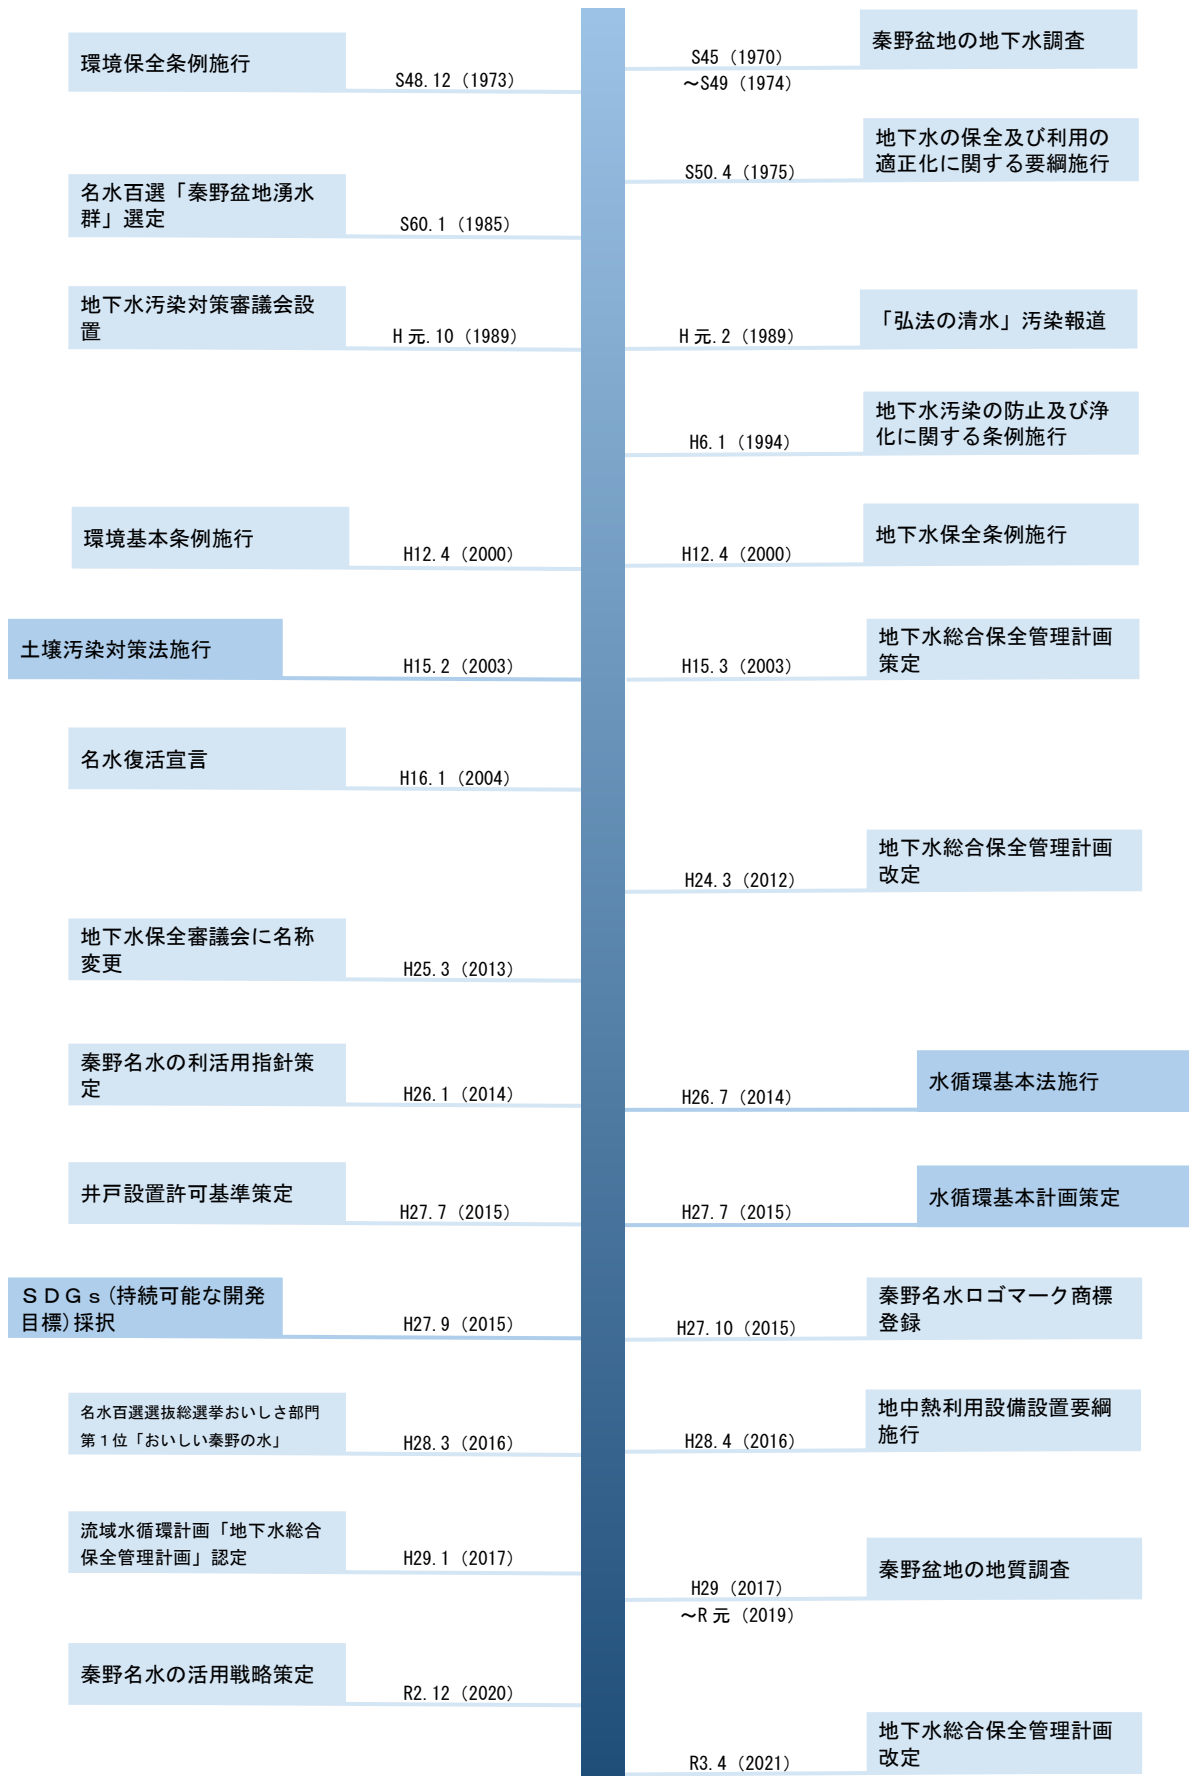 秦野盆地の地下水調査
S45 (1970)
～S49 (1974)
環境保全条例施行
S48.12 (1973)
地下水の保全及び利用の
適正化に関する要綱施行
S50.4 (1975)
名水百選「秦野盆地湧水
群」選定
S60.1 (1985)
「弘法の清水」汚染報道
H元.2 (1989)
地下水汚染対策審議会設
置
H元.10 (1989)
地下水汚染の防止及び浄
化に関する条例施行
H6.1 (1994)
環境基本条例施行
H12.4 (2000)
地下水保全条例施行
H12.4 (2000)
土壌汚染対策法施行
H15.2 (2003)
地下水総合保全管理計画
策定
H15.3 (2003)
名水復活宣言
H16.1 (2004)
地下水総合保全管理計画
改定
H24.3 (2012)
地下水保全審議会に名称
変更
H25.3 (2013)
秦野名水の利活用指針策
定
H26.1 (2014)
水循環基本法施行
H26.7 (2014)
井戸設置許可基準策定
H27.7 (2015)
水循環基本計画策定
H27.7 (2015)
ＳＤＧｓ(持続可能な開発
目標)採択
H27.9 (2015)
秦野名水ロゴマーク商標
登録
H27.10 (2015)
名水百選選抜総選挙おいしさ部門
第１位「おいしい秦野の水」
H28.3 (2016)
地中熱利用設備設置要綱
施行
H28.4 (2016)
流域水循環計画「地下水総合
保全管理計画」認定
H29.1 (2017)
秦野盆地の地質調査
H29 (2017)
～R元 (2019)
秦野名水の活用戦略策定
R2.12 (2020)
地下水総合保全管理計画
改定
R3.4 (2021)